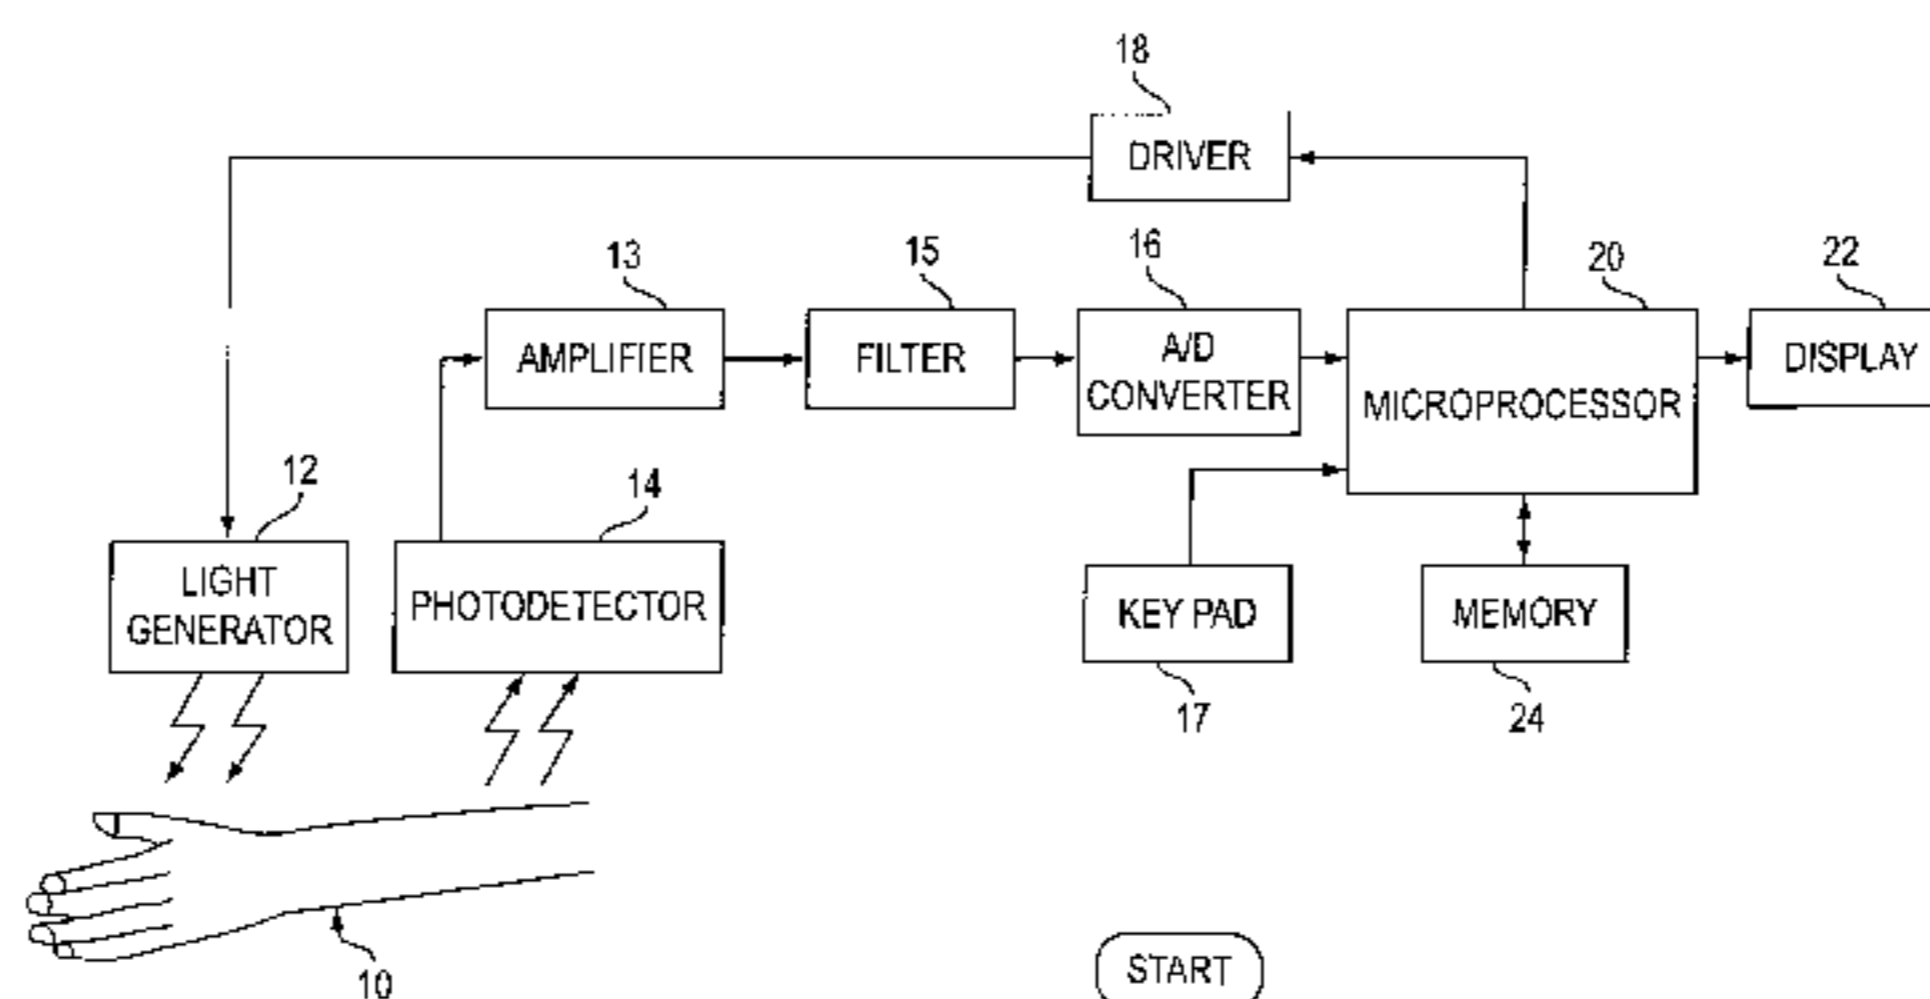 18
DRIVER
13
15
16
20
22
AMPLIFIER
FILTER
A/D
CONVERTER
MICROPROCESSOR
DISPLAY
12
14
LIGHT
GENERATOR
PHOTODETECTOR
KEY PAD
MEMORY
17
24
10
START